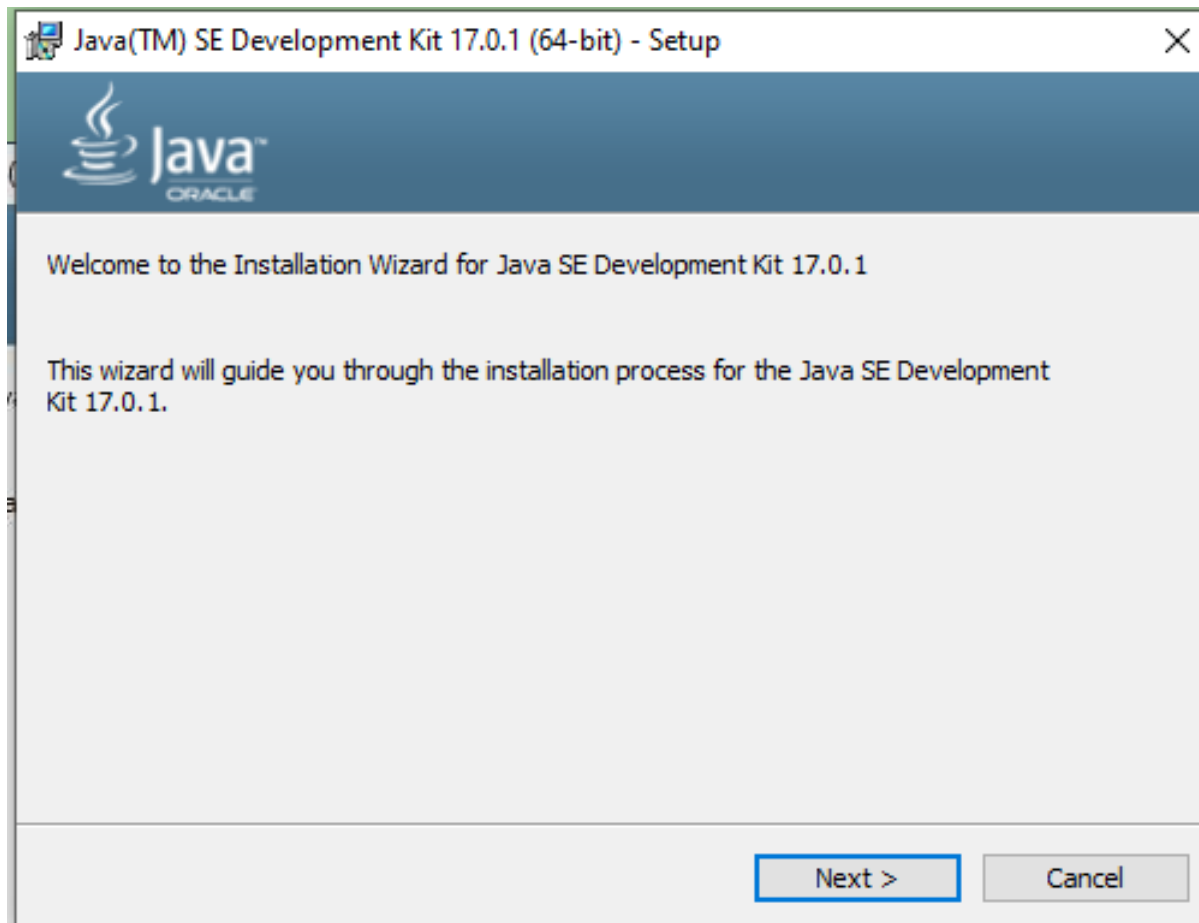 Java(TM) SE Development Kit 17.0.1 (64-bit) - Setup
Java™
ORACLE
Welcome to the Installation Wizard for Java SE Development Kit 17.0.1
This wizard will guide you through the installation process for the Java SE Development
Kit 17.0.1.
Next >
Cancel